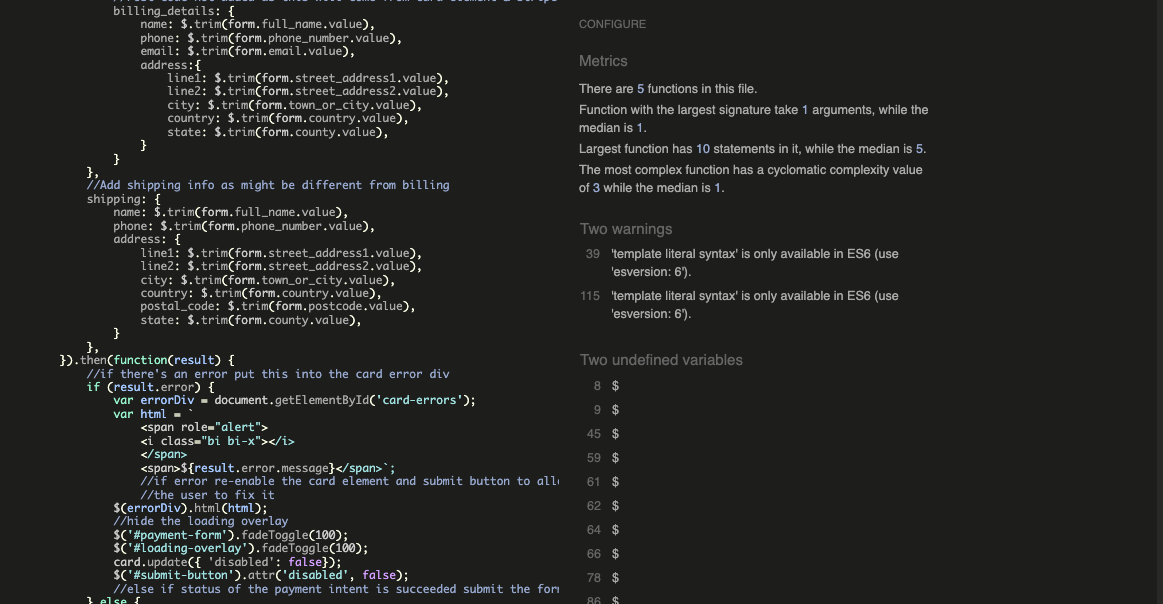 billing_details: {
name: $.trim(form.full_name.value),
phone: $.trim(form.phone_number.value),
email: $.trim(form.email.value),
address:{
line1: $.trim(form.street_address1.value),
line2: $.trim(form.street_address2.value),
city: $.trim(form.town_or_city.value),
country: $.trim(form.country.value),
state: $.trim(form.county.value),
}
}
},
//Add shipping info as might be different from billing
shipping: {
name: $.trim(form.full_name.value),
phone: $.trim(form.phone_number.value),
address: {
line1: $.trim(form.street_address1.value),
line2: $.trim(form.street_address2.value),
city: $.trim(form.town_or_city.value),
country: $.trim(form.country.value),
postal_code: $.trim(form.postcode.value),
state: $.trim(form.county.value),
}
},
}).then(function(result) {
//if there's an error put this into the card error div
if (result.error) {
var errorDiv = document.getElementById('card-errors');
var html = `
<span role="alert">
<i class="bi bi-x"></i>
</span>
<span>${result.error.message}</span>`;
//if error re-enable the card element and submit button to all
//the user to fix it
$(errorDiv).html(html);
//hide the loading overlay
$('#payment-form').fadeToggle(100);
$('#loading-overlay').fadeToggle(100);
card.update({ 'disabled': false});
$('#submit-button').attr('disabled', false);
//else if status of the payment intent is succeeded submit the form
} else {
CONFIGURE
Metrics
There are 5 functions in this file.
Function with the largest signature take 1 arguments, while the
median is 1.
Largest function has 10 statements in it, while the median is 5.
The most complex function has a cyclomatic complexity value
of 3 while the median is 1.
Two warnings
39 'template literal syntax' is only available in ES6 (use
'esversion: 6').
115 'template literal syntax' is only available in ES6 (use
'esversion: 6').
Two undefined variables
8 $
9 $
45 $
59 $
61 $
62 $
64 $
66 $
78 $
86 $